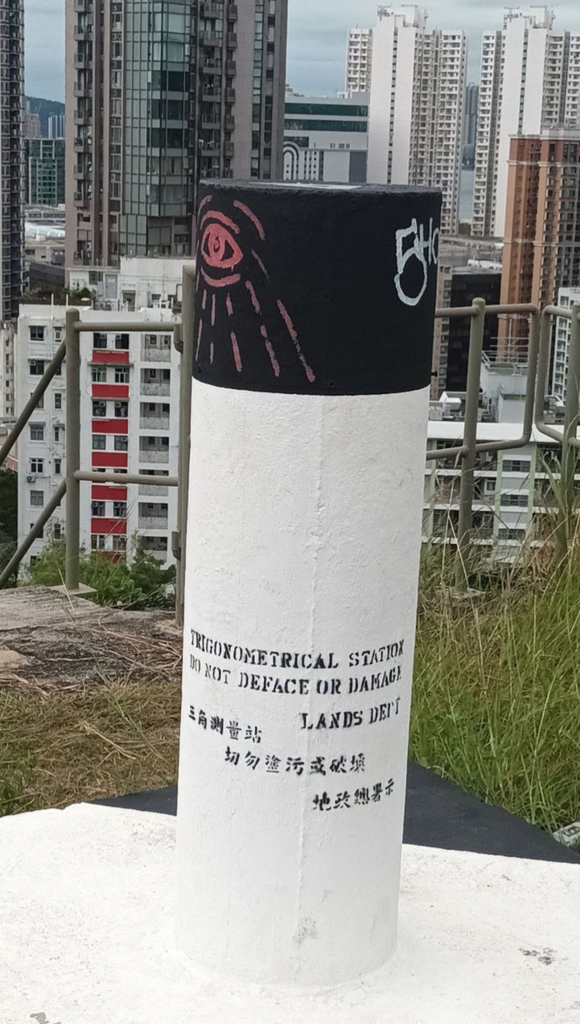 TRIGONOMETRICAL STATION
DO NOT DEFACE OR DAMAGE
LANDS DEPT
三角測量站
切勿塗污或破壞
地政總署示